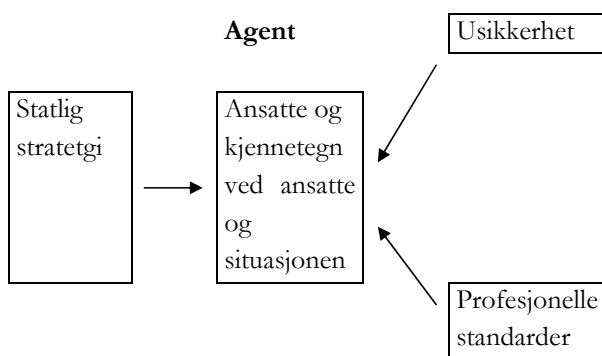 Agent
Usikkerhet
Statlig
stratetgi
Ansatte og
kjennetegn
ved ansatte
og
situasjonen
Profesjonelle
standarder